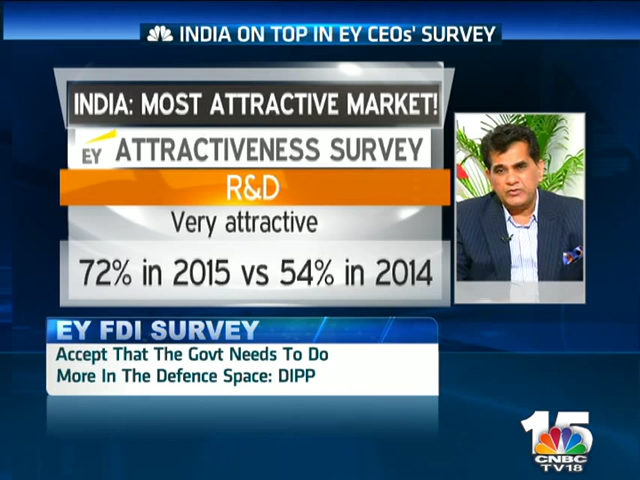 INDIA ON TOP IN EY CEOs' SURVEY
INDIA: MOST ATTRACTIVE MARKET!
EY ATTRACTIVENESS SURVEY
R&D
Very attractive
72% in 2015 vs 54% in 2014
EY FDI SURVEY
Accept That The Govt Needs To Do
More In The Defence Space: DIPP
15
CNBC
TV18